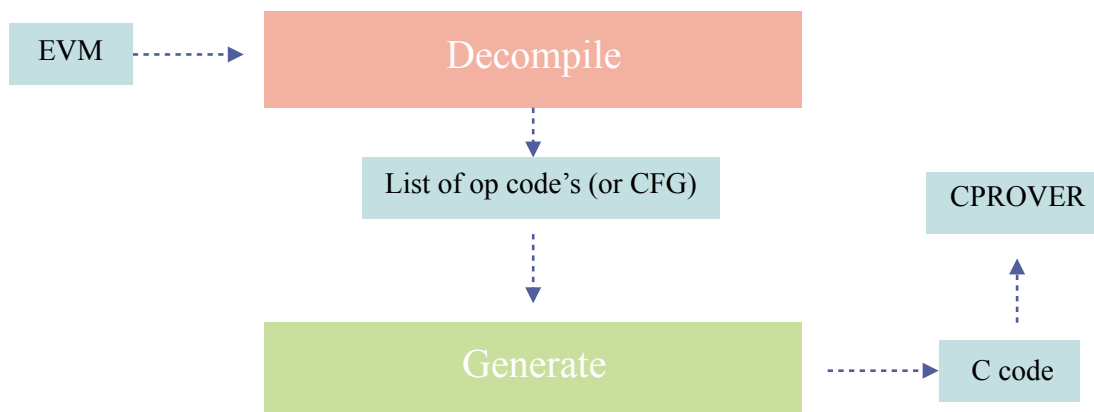 EVM
Decompile
List of op code's (or CFG)
CPROVER
Generate
C code